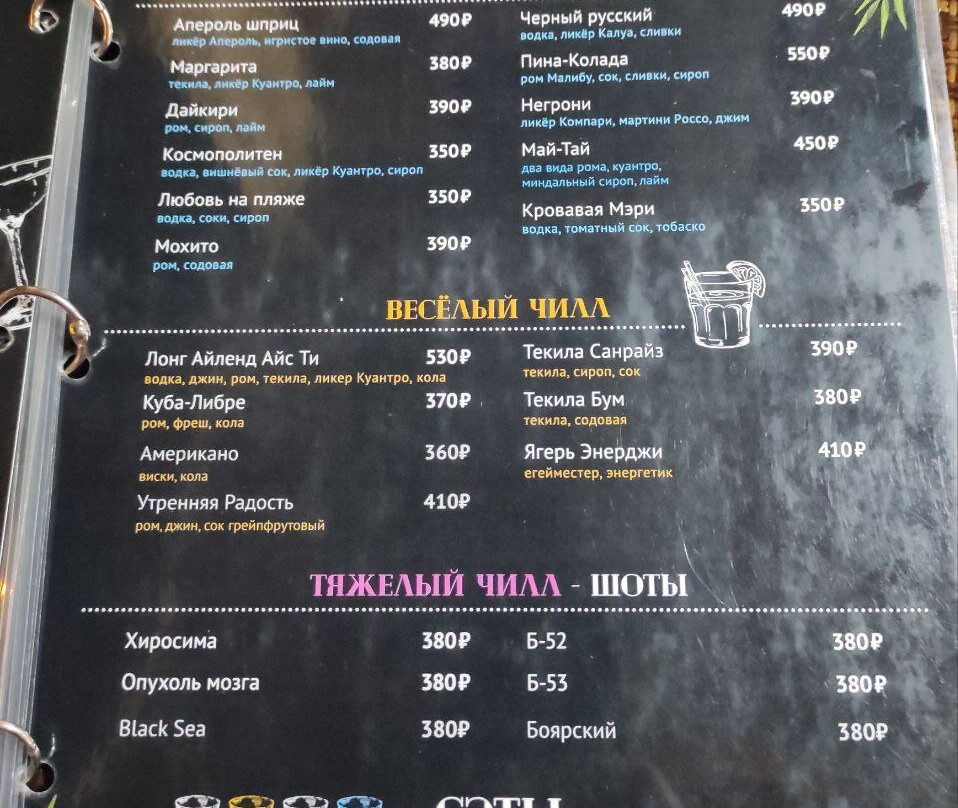 Апероль шприц 490₽
ликёр Апероль, игристое вино, содовая
Маргарита 380₽
текила, ликёр Куантро, лайм
Дайкири 390₽
ром, сироп, лайм
Космополитен 350₽
водка, вишнёвый сок, ликёр Куантро, сироп
Любовь на пляже 350₽
водка, соки, сироп
Мохито 390₽
ром, содовая
Черный русский 490₽
водка, ликёр Калуа, сливки
Пина-Колада 550₽
ром Малибу, сок, сливки, сироп
Негрони 390₽
ликёр Компари, мартини Россо, джим
Май-Тай 450₽
два вида рома, куантро,
миндальный сироп, лайм
Кровавая Мэри 350₽
водка, томатный сок, тобаско
ВЕСЁЛЫЙ ЧИЛЛ
Лонг Айленд Айс Ти 530₽
водка, джин, ром, текила, ликер Куантро, кола
Куба-Либре 370₽
ром, фреш, кола
Американо 360₽
виски, кола
Утренняя Радость 410₽
ром, джин, сок грейпфрутовый
Текила Санрайз 390₽
текила, сироп, сок
Текила Бум 380₽
текила, содовая
Ягерь Энерджи 410₽
егейместер, энергетик
ТЯЖЕЛЫЙ ЧИЛЛ - ШОТЫ
Хиросима 380₽
Опухоль мозга 380₽
Black Sea 380₽
Б-52 380₽
Б-53 380₽
Боярский 380₽
СЭТЫ